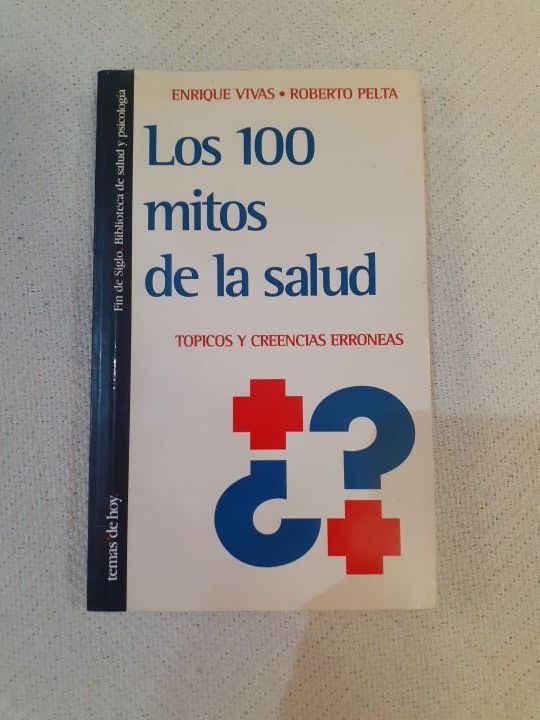 ENRIQUE VIVAS • ROBERTO PELTA
Los 100
mitos
de la salud
TOPICOS Y CREENCIAS ERRONEAS
¿?
Fin de Siglo. Biblioteca de salud y psicología
temas'de hoy.